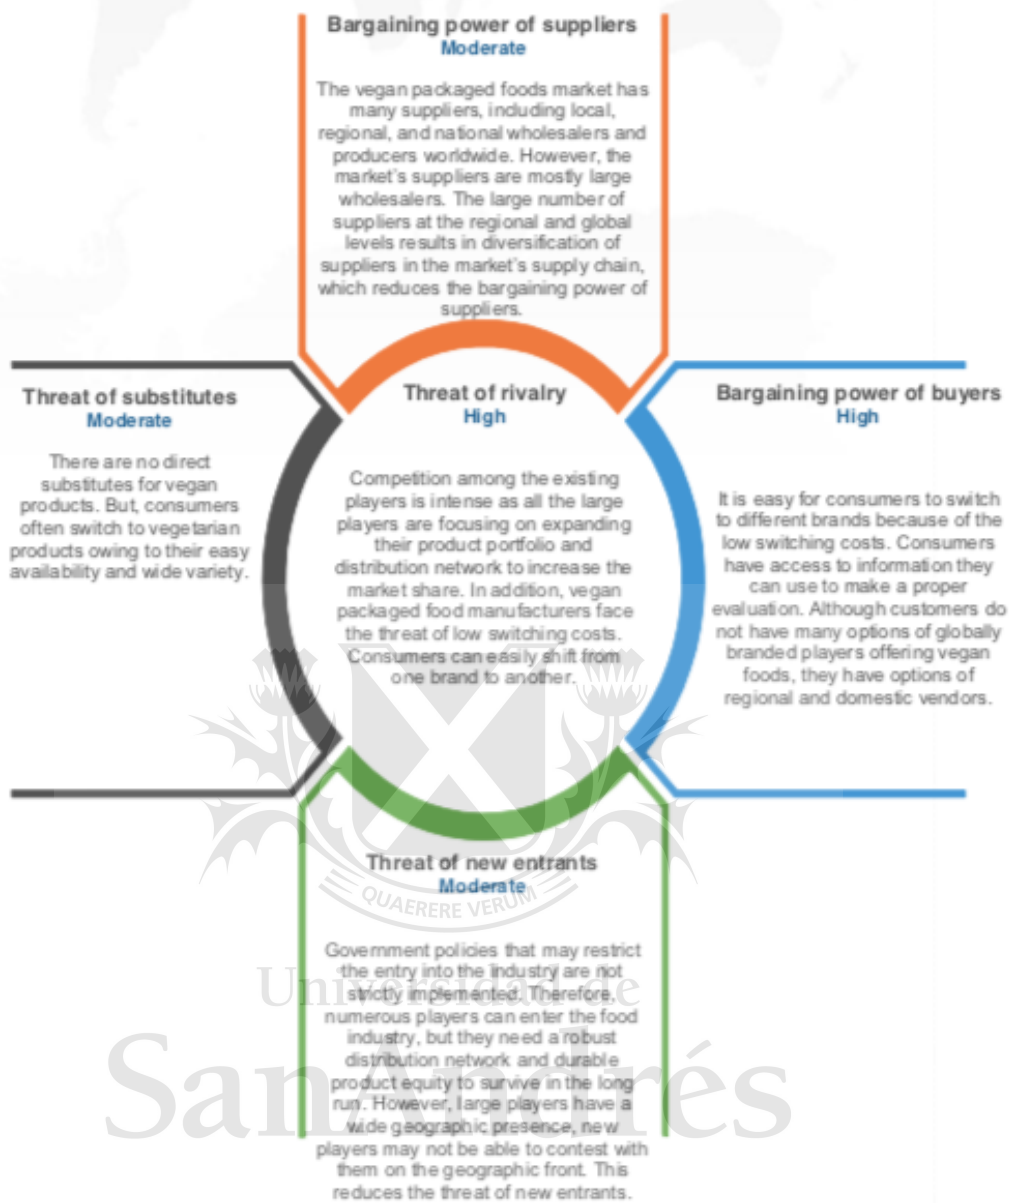 Bargaining power of suppliers
Moderate
The vegan packaged foods market has
many suppliers, including local,
regional, and national wholesalers and
producers worldwide. However, the
market's suppliers are mostly large
wholesalers. The large number of
suppliers at the regional and global
levels results in diversification of
suppliers in the market's supply chain,
which reduces the bargaining power of
suppliers.
Threat of substitutes
Moderate
There are no direct
substitutes for vegan
products. But, consumers
often switch to vegetarian
products owing to their easy
availability and wide variety.
Threat of rivalry
High
Competition among the existing
players is intense as all the large
players are focusing on expanding
their product portfolio and
distribution network to increase the
market share. In addition, vegan
packaged food manufacturers face
the threat of low switching costs.
Consumers can easily shift from
one brand to another.
Bargaining power of buyers
High
It is easy for consumers to switch
to different brands because of the
low switching costs. Consumers
have access to information they
can use to make a proper
evaluation. Although customers do
not have many options of globally
branded players offering vegan
foods, they have options of
regional and domestic vendors.
Threat of new entrants
Moderate
Government policies that may restrict
the entry into the industry are not
strictly implemented. Therefore,
numerous players can enter the food
industry, but they need a robust
distribution network and durable
product equity to survive in the long
run. However, large players have a
wide geographic presence, new
players may not be able to contest with
them on the geographic front. This
reduces the threat of new entrants.
QUAERERE VERUM
Universidad de
SanAndrés